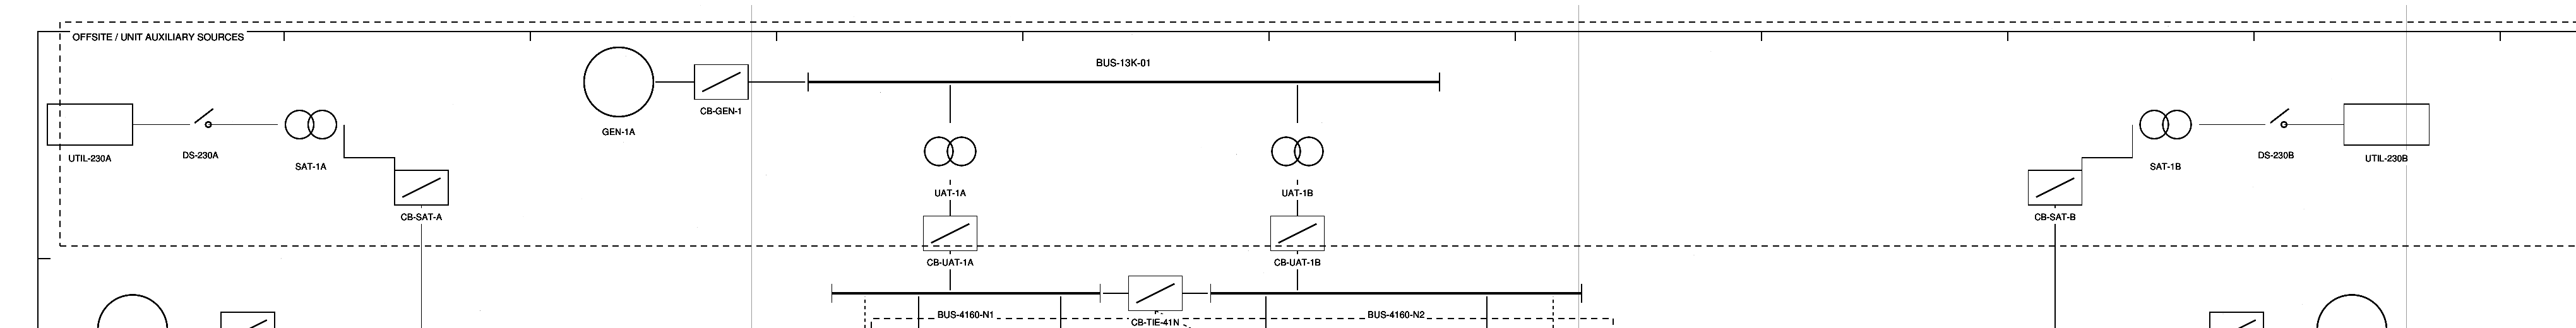 OFFSITE / UNIT AUXILIARY SOURCES
BUS-13K-01
CB-GEN-1
GEN-1A
UTIL-230A
DS-230A
SAT-1A
DS-230B
UTIL-230B
SAT-1B
UAT-1A
UAT-1B
CB-SAT-A
CB-SAT-B
CB-UAT-1A
CB-UAT-1B
BUS-4160-N1
CB-TIE-41N
BUS-4160-N2